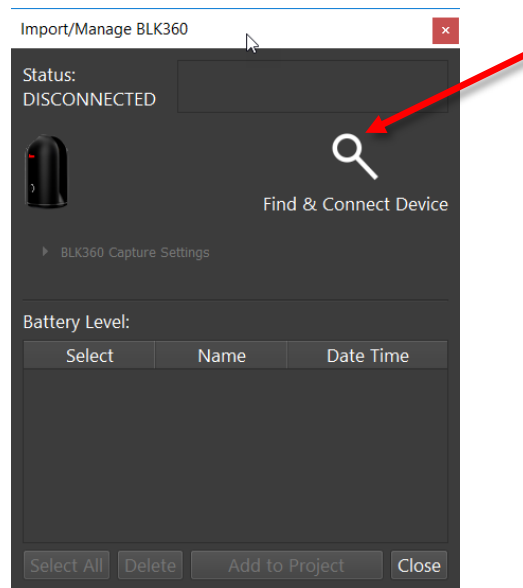 Import/Manage BLK360
Status:
DISCONNECTED
Find & Connect Device
BLK360 Capture Settings
Battery Level:
Select Name Date Time
Select All Delete Add to Project Close